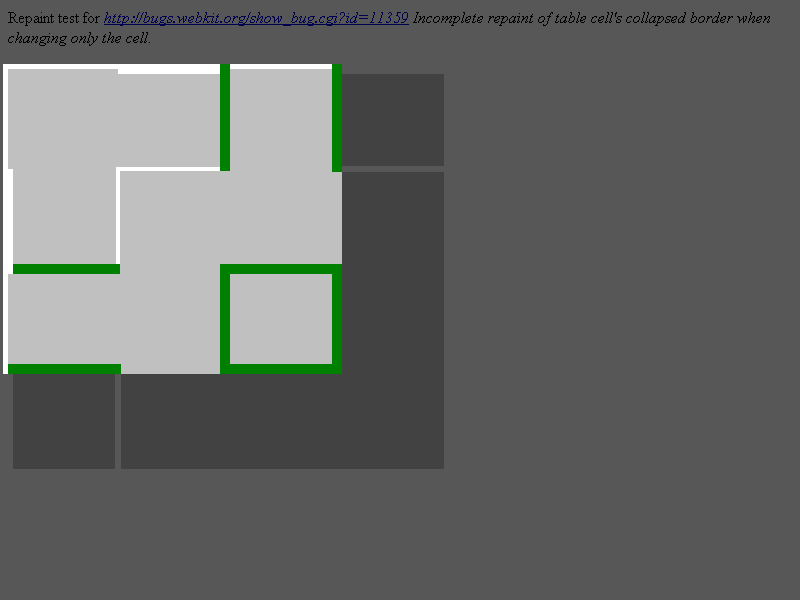 Repaint test for http://bugs.webkit.org/show_bug.cgi?id=11359 Incomplete repaint of table cell's collapsed border when
changing only the cell.